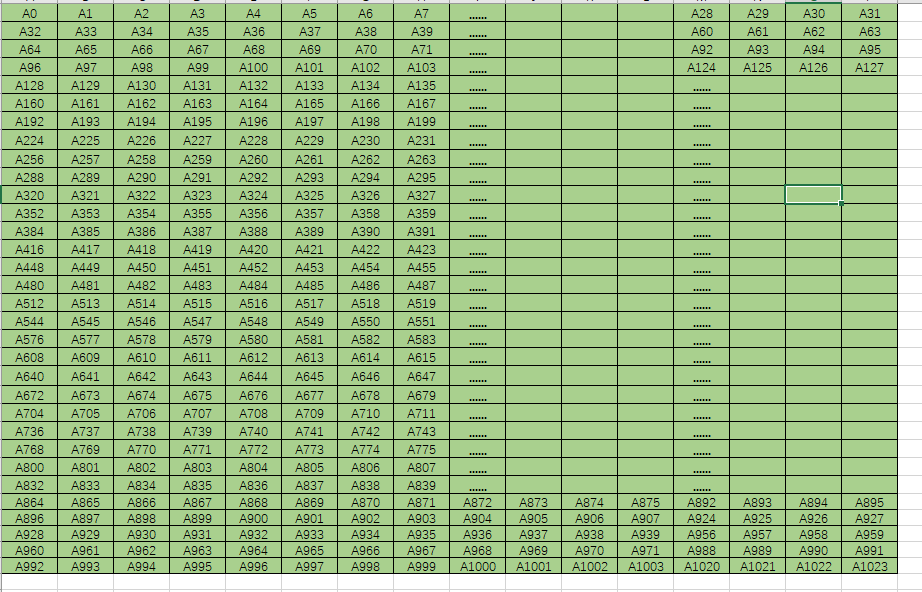 A0 A1 A2 A3 A4 A5 A6 A7 ...... A28 A29 A30 A31
A32 A33 A34 A35 A36 A37 A38 A39 ...... A60 A61 A62 A63
A64 A65 A66 A67 A68 A69 A70 A71 ...... A92 A93 A94 A95
A96 A97 A98 A99 A100 A101 A102 A103 ...... A124 A125 A126 A127
A128 A129 A130 A131 A132 A133 A134 A135 ...... ......
A160 A161 A162 A163 A164 A165 A166 A167 ...... ......
A192 A193 A194 A195 A196 A197 A198 A199 ...... ......
A224 A225 A226 A227 A228 A229 A230 A231 ...... ......
A256 A257 A258 A259 A260 A261 A262 A263 ...... ......
A288 A289 A290 A291 A292 A293 A294 A295 ...... ......
A320 A321 A322 A323 A324 A325 A326 A327 ...... ......
A352 A353 A354 A355 A356 A357 A358 A359 ...... ......
A384 A385 A386 A387 A388 A389 A390 A391 ...... ......
A416 A417 A418 A419 A420 A421 A422 A423 ...... ......
A448 A449 A450 A451 A452 A453 A454 A455 ...... ......
A480 A481 A482 A483 A484 A485 A486 A487 ...... ......
A512 A513 A514 A515 A516 A517 A518 A519 ...... ......
A544 A545 A546 A547 A548 A549 A550 A551 ...... ......
A576 A577 A578 A579 A580 A581 A582 A583 ...... ......
A608 A609 A610 A611 A612 A613 A614 A615 ...... ......
A640 A641 A642 A643 A644 A645 A646 A647 ...... ......
A672 A673 A674 A675 A676 A677 A678 A679 ...... ......
A704 A705 A706 A707 A708 A709 A710 A711 ...... ......
A736 A737 A738 A739 A740 A741 A742 A743 ...... ......
A768 A769 A770 A771 A772 A773 A774 A775 ...... ......
A800 A801 A802 A803 A804 A805 A806 A807 ...... ......
A832 A833 A834 A835 A836 A837 A838 A839 ...... ......
A864 A865 A866 A867 A868 A869 A870 A871 A872 A873 A874 A875 A892 A893 A894 A895
A896 A897 A898 A899 A900 A901 A902 A903 A904 A905 A906 A907 A924 A925 A926 A927
A928 A929 A930 A931 A932 A933 A934 A935 A936 A937 A938 A939 A956 A957 A958 A959
A960 A961 A962 A963 A964 A965 A966 A967 A968 A969 A970 A971 A988 A989 A990 A991
A992 A993 A994 A995 A996 A997 A998 A999 A1000 A1001 A1002 A1003 A1020 A1021 A1022 A1023